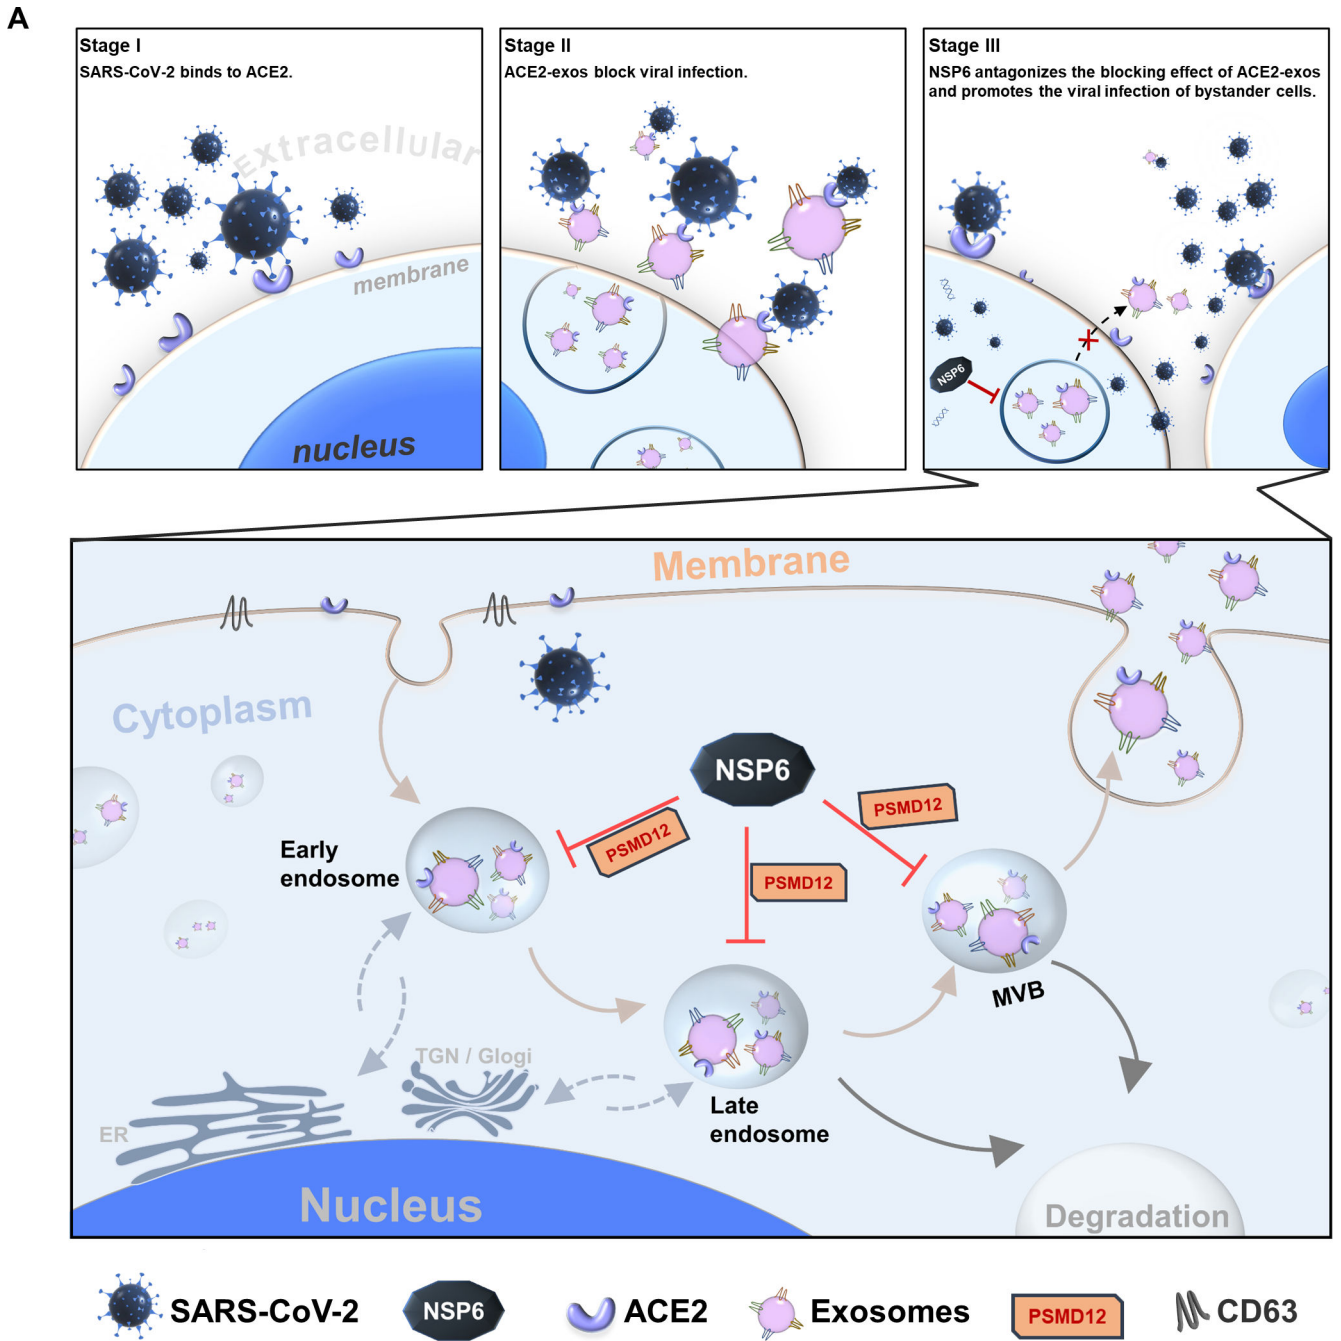 A
Stage I
SARS-CoV-2 binds to ACE2.
Extracellular
membrane
nucleus
Stage II
ACE2-exos block viral infection.
Stage III
NSP6 antagonizes the blocking effect of ACE2-exos
and promotes the viral infection of bystander cells.
NSP6
Membrane
Cytoplasm
NSP6
PSMD12
PSMD12
PSMD12
Early
endosome
MVB
TGN / Glogi
ER
Late
endosome
Nucleus
Degradation
SARS-CoV-2
NSP6
ACE2
Exosomes
PSMD12
CD63